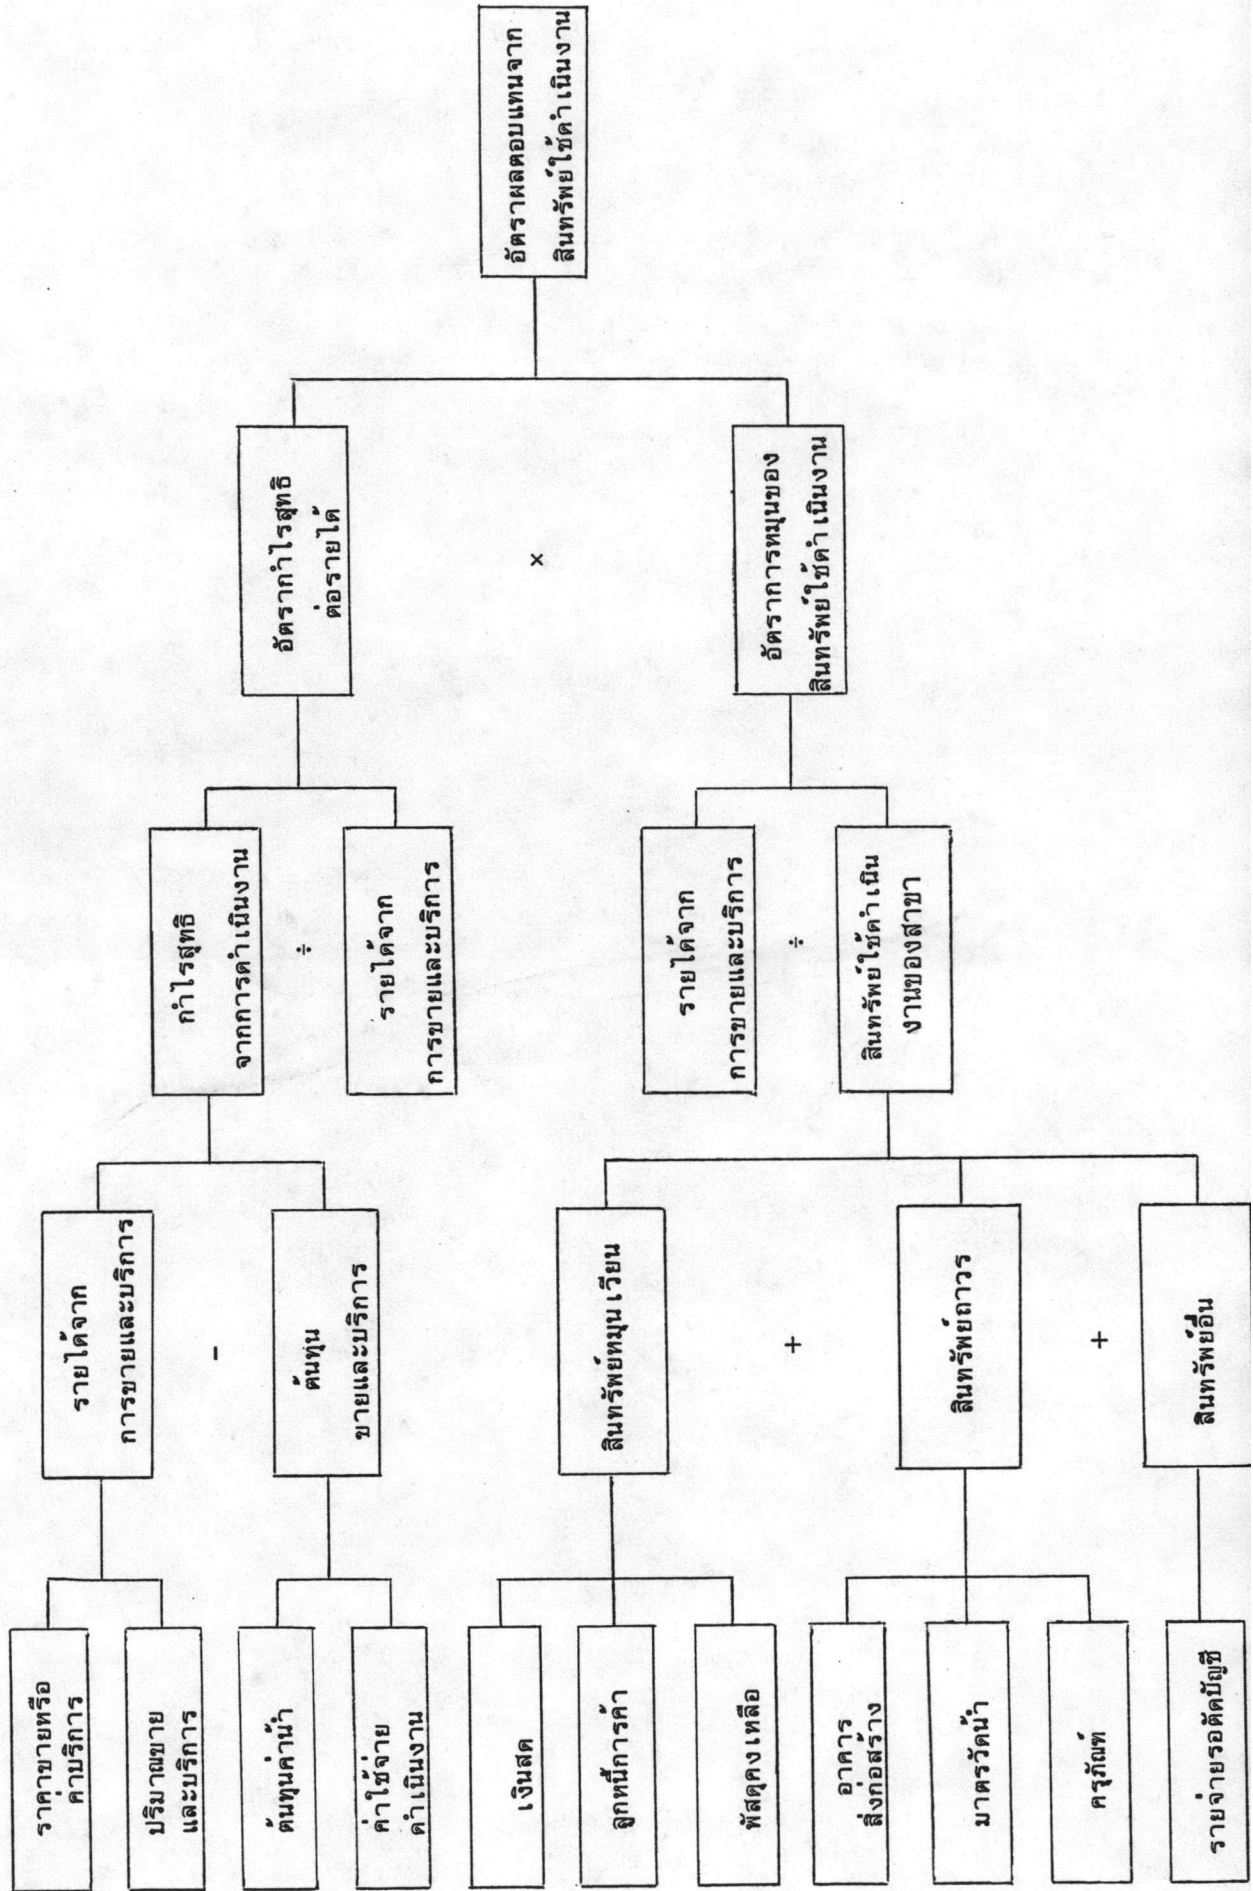 ราคาขายหรือ
ค่าบริการ
ปริมาณขาย
และบริการ
ต้นทุนค่าน้ำ
ค่าใช้จ่าย
ดำเนินงาน
เงินสด
ลูกหนี้การค้า
พัสดุคงเหลือ
อาคาร
สิ่งก่อสร้าง
มาตรวัดน้ำ
ครุภัณฑ์
รายจ่ายรอตัดบัญชี
รายได้จาก
การขายและบริการ
-
ต้นทุน
ขายและบริการ
สินทรัพย์หมุนเวียน
+
สินทรัพย์ถาวร
+
สินทรัพย์อื่น
กำไรสุทธิ
จากการดำเนินงาน
÷
รายได้จาก
การขายและบริการ
รายได้จาก
การขายและบริการ
÷
สินทรัพย์ใช้ดำเนิน
งานของสาขา
อัตรากำไรสุทธิ
ต่อรายได้
×
อัตราการหมุนของ
สินทรัพย์ใช้ดำเนินงาน
อัตราผลตอบแทนจาก
สินทรัพย์ใช้ดำเนินงาน